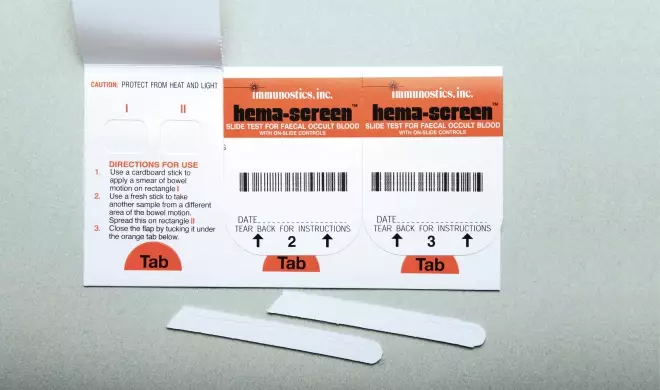 CAUTION: PROTECT FROM HEAT AND LIGHT
I II
DIRECTIONS FOR USE
1. Use a cardboard stick to
apply a smear of bowel
motion on rectangle I
2. Use a fresh stick to take
another sample from a different
area of the bowel motion.
Spread this on rectangle II
3. Close the flap by tucking it under
the orange tab below.
Tab
immunostics, inc.
hema-screen™
SLIDE TEST FOR FAECAL OCCULT BLOOD
WITH ON-SLIDE CONTROLS
DATE
TEAR BACK FOR INSTRUCTIONS
2
Tab
immunostics, inc.
hema-screen™
SLIDE TEST FOR FAECAL OCCULT BLOOD
WITH ON-SLIDE CONTROLS
DATE
TEAR BACK FOR INSTRUCTIONS
3
Tab